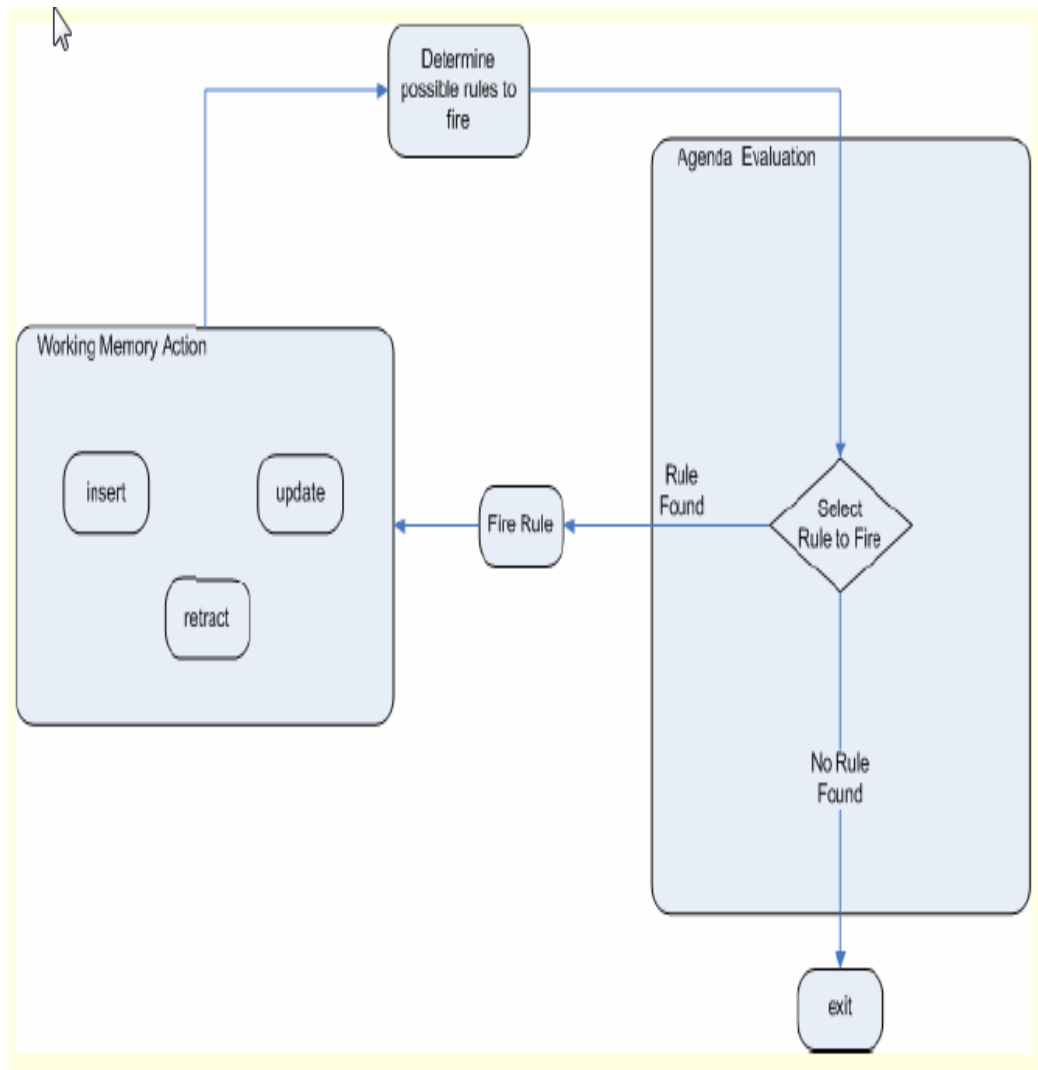 Determine
possible rules to
fire
Agenda Evaluation
Working Memory Action
insert
update
retract
Fire Rule
Rule
Found
Select
Rule to Fire
No Rule
Found
exit